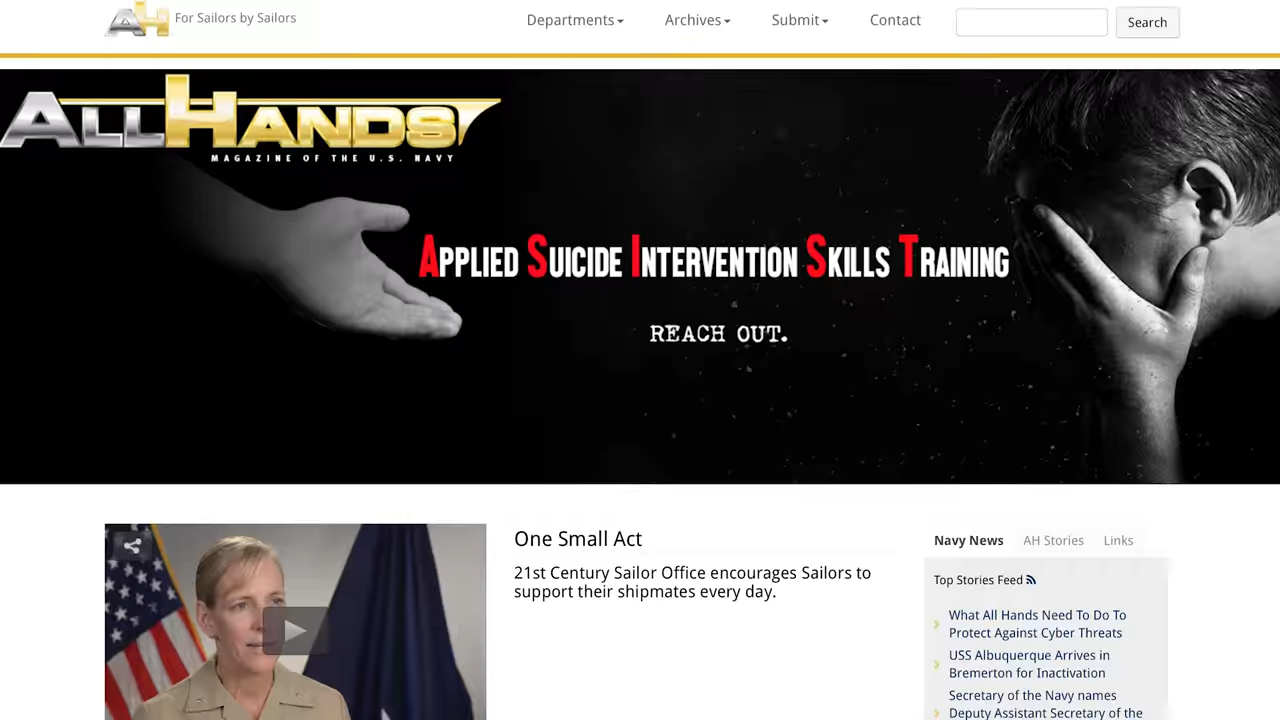 AH For Sailors by Sailors
Departments Archives Submit Contact Search
ALL HANDS
MAGAZINE OF THE U.S. NAVY
APPLIED SUICIDE INTERVENTION SKILLS TRAINING
REACH OUT.
One Small Act
21st Century Sailor Office encourages Sailors to
support their shipmates every day.
Navy News AH Stories Links
Top Stories Feed
What All Hands Need To Do To
Protect Against Cyber Threats
USS Albuquerque Arrives in
Bremerton for Inactivation
Secretary of the Navy names
Deputy Assistant Secretary of the